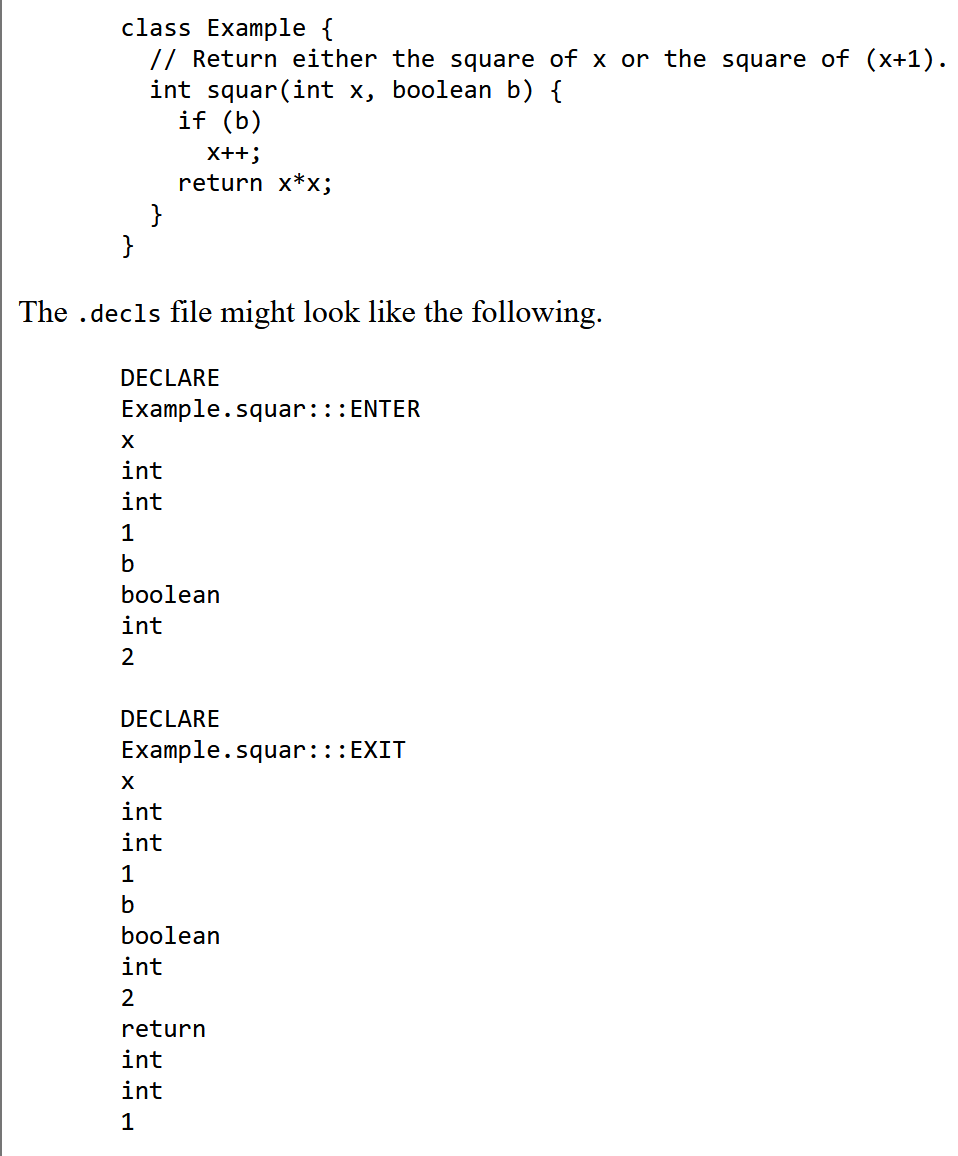 class Example {
  // Return either the square of x or the square of (x+1).
  int squar(int x, boolean b) {
    if (b)
      x++;
    return x*x;
  }
}
The .decls file might look like the following.
DECLARE
Example.squar:::ENTER
x
int
int
1
b
boolean
int
2
DECLARE
Example.squar:::EXIT
x
int
int
1
b
boolean
int
2
return
int
int
1